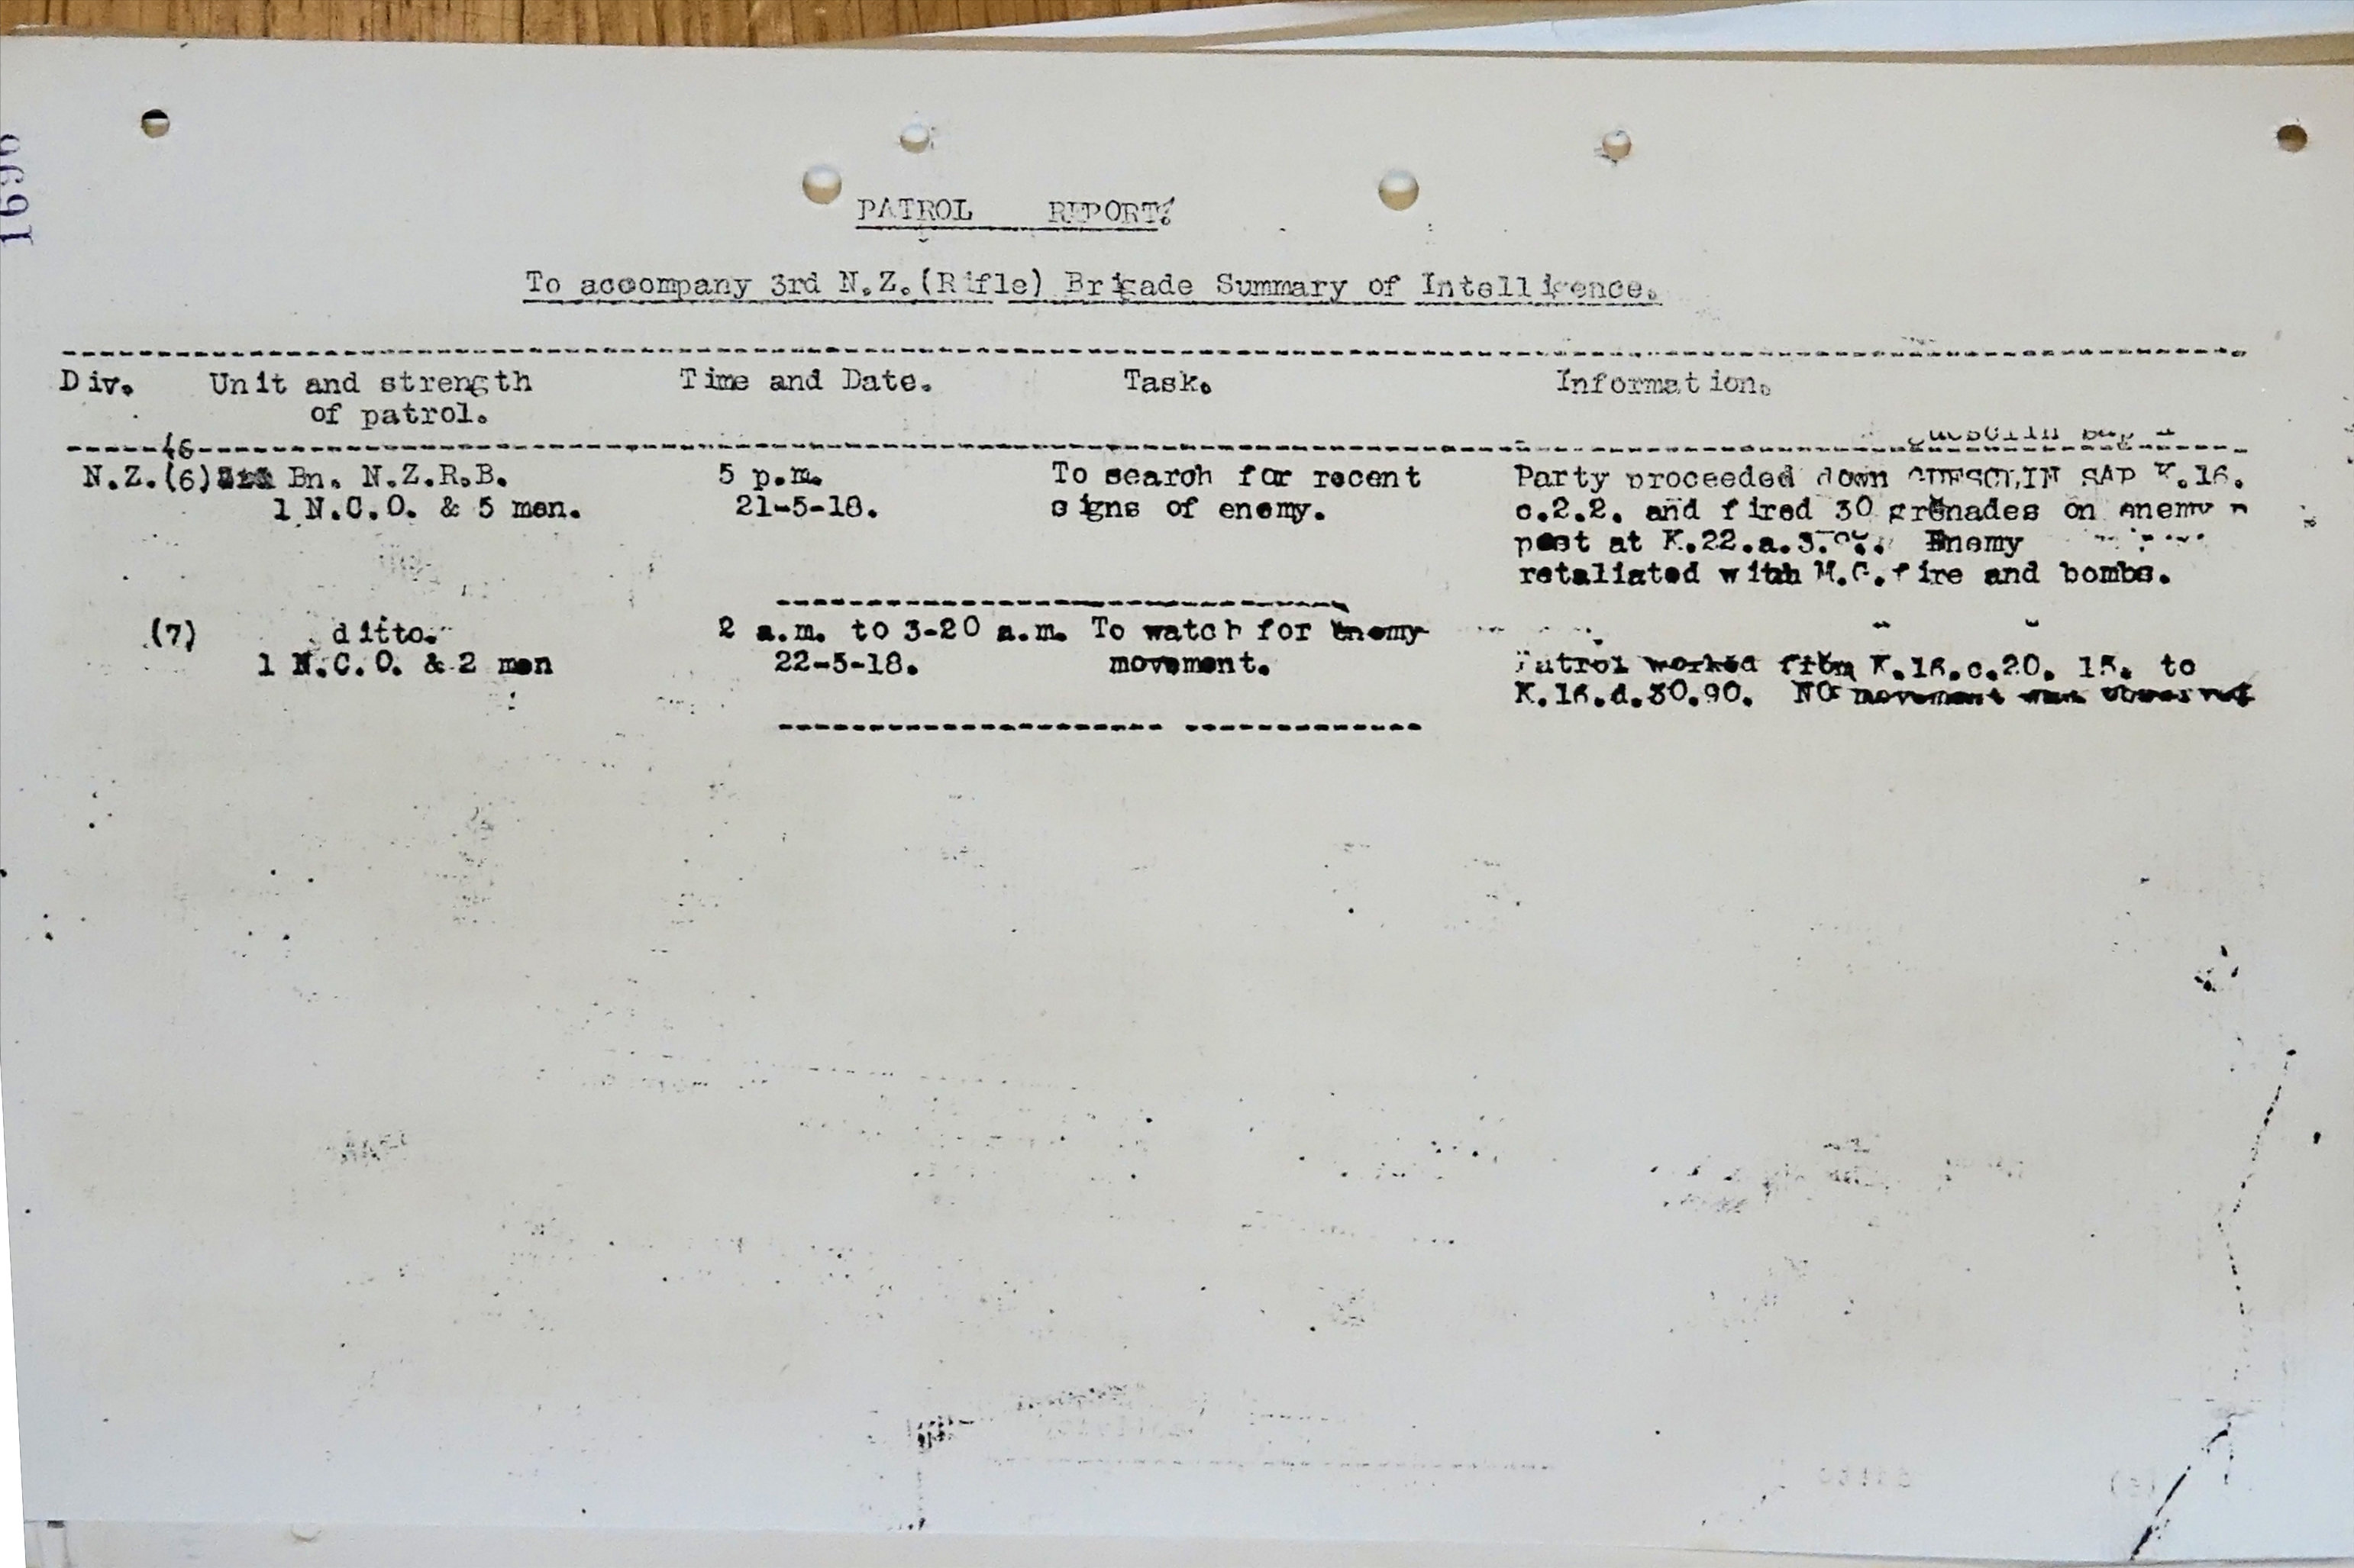 1696
PATROL REPORT.
To accompany 3rd N.Z.(Rifle) Brigade Summary of Intelligence.
Div. Unit and strength Time and Date. Task. Information.
of patrol.
46
N.Z.(6) Bn. N.Z.R.B. 5 p.m. To search for recent Party proceeded down GUESCLIN SAP K.16.
1 N.C.O. & 5 men. 21-5-18. signs of enemy. c.2.2. and fired 30 grenades on enemy
post at K.22.a. Enemy
retaliated with M.G.fire and bombs.
(7) ditto. 2 a.m. to 3-20 a.m. To watch for enemy
1 N.C.O. & 2 men 22-5-18. movement. Patrol worked from K.16.c.20. 15. to
K.16.d.30.90. NO movement was observed